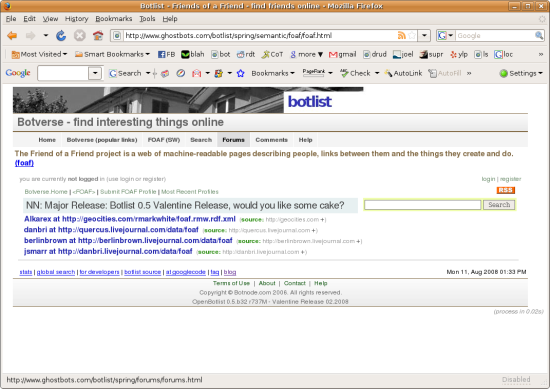 Botlist - Friends of a Friend - find friends online - Mozilla Firefox
File Edit View History Bookmarks Tools Help
http://www.ghostbots.com/botlist/spring/semantic/foaf/foaf.html
Google
Most Visited Smart Bookmarks FB blah bot rdt CoT more M gmail drud joel supr ylp loc
Google Search PageRank Bookmarks Check AutoLink AutoFill Settings
botlist
Botverse - find interesting things online
Home Botverse (popular links) FOAF (SW) Search Forums Comments Help
The Friend of a Friend project is a web of machine-readable pages describing people, links between them and the things they create and do.
(foaf)
you are currently not logged in (use login or register) login | register
Botverse Home | <FOAF> | Submit FOAF Profile | Most Recent Profiles RSS
NN: Major Release: Botlist 0.5 Valentine Release, would you like some cake? Search
Alkarex at http://geocities.com/rmarkwhite/foaf.rmw.rdf.xml (source: http://geocities.com +)
danbri at http://quercus.livejournal.com/data/foaf (source: http://quercus.livejournal.com +)
berlinbrown at http://berlinbrown.livejournal.com/data/foaf (source: http://berlinbrown.livejournal.com +)
jsmarr at http://danbri.livejournal.com/data/foaf (source: http://danbri.livejournal.com +)
stats | global search | for developers | botlist source | at.googlecode | faq | blog Mon 11, Aug 2008 01:33 PM
Terms of Use | About | Contact | Help
Copyright © Botnode.com 2006. All rights reserved.
OpenBotlist 0.5.b32 r737M - Valentine Release 02.2008
(process in 0.02s)
http://www.ghostbots.com/botlist/spring/forums/forums.html Disabled